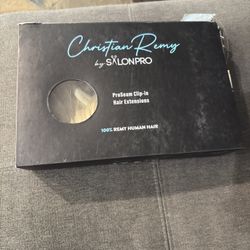 Christian Remy
by SALONPRO
ProSeam Clip-in
Hair Extensions
100% REMY HUMAN HAIR